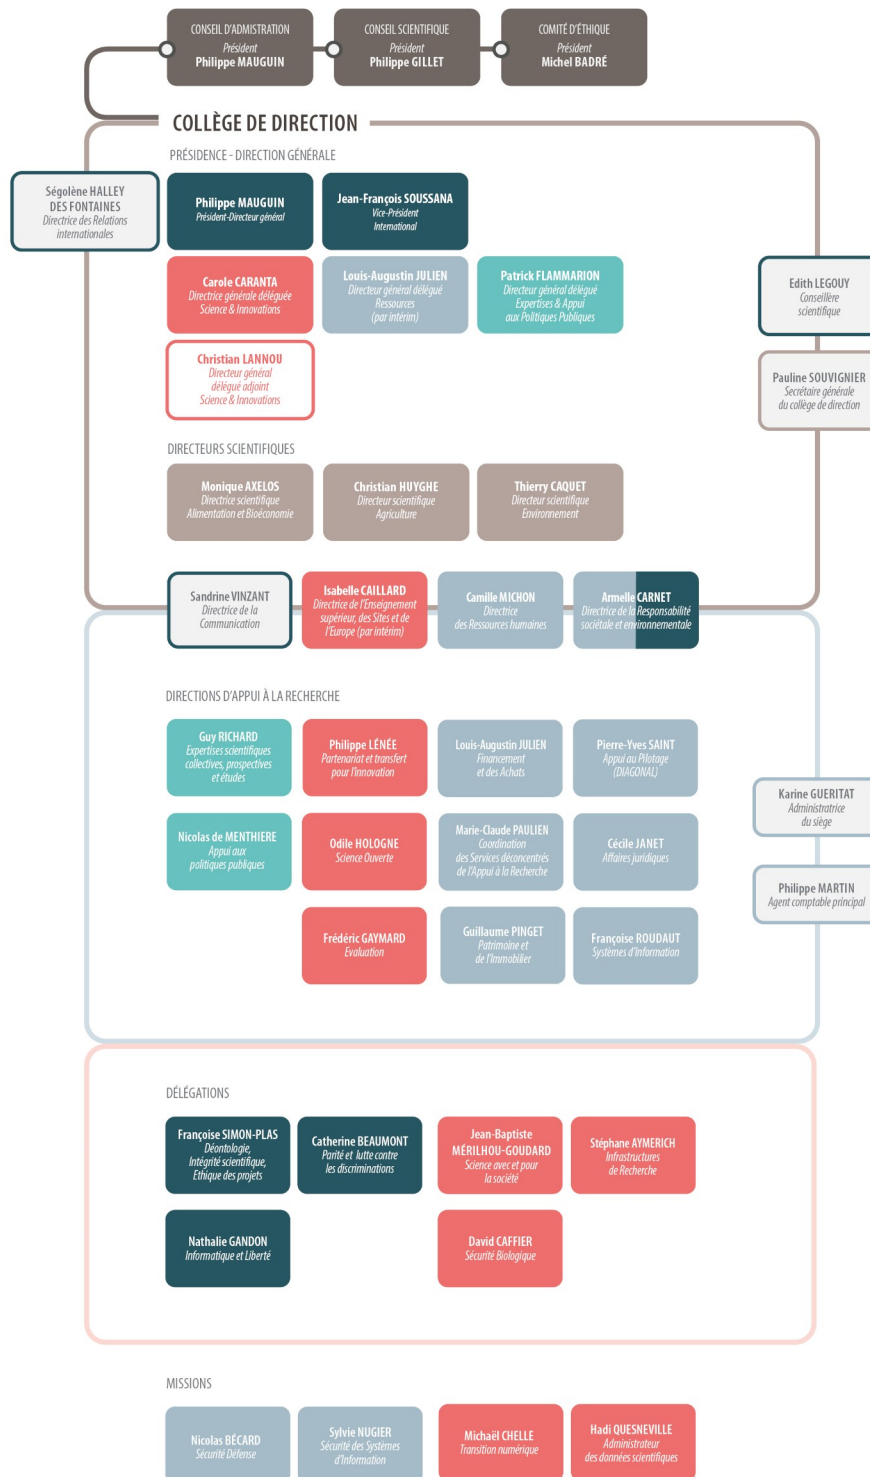 CONSEIL D'ADMISTRATION
Président
Philippe MAUGUIN
CONSEIL SCIENTIFIQUE
Président
Philippe GILLET
COMITÉ D'ÉTHIQUE
Président
Michel BADRÉ
COLLÈGE DE DIRECTION
PRÉSIDENCE - DIRECTION GÉNÉRALE
Ségolène HALLEY
DES FONTAINES
Directrice des Relations
internationales
Philippe MAUGUIN
Président-Directeur général
Jean-François SOUSSANA
Vice-Président
International
Carole CARANTA
Directrice générale déléguée
Science & Innovations
Louis-Augustin JULIEN
Directeur général délégué
Ressources
(par intérim)
Patrick FLAMMARION
Directeur général délégué
Expertises & Appui
aux Politiques Publiques
Edith LEGOUY
Conseillère
scientifique
Christian LANNOU
Directeur général
délégué adjoint
Science & Innovations
Pauline SOUVIGNIER
Secrétaire générale
du collège de direction
DIRECTEURS SCIENTIFIQUES
Monique AXELOS
Directrice scientifique
Alimentation et Bioéconomie
Christian HUYGHE
Directeur scientifique
Agriculture
Thierry CAQUET
Directeur scientifique
Environnement
Sandrine VINZANT
Directrice de la
Communication
Isabelle CAILLARD
Directrice de l'Enseignement
supérieur, des Sites et de
l'Europe (par intérim)
Camille MICHON
Directrice
des Ressources humaines
Armelle CARNET
Directrice de la Responsabilité
sociétale et environnementale
DIRECTIONS D'APPUI À LA RECHERCHE
Guy RICHARD
Expertises scientifiques
collectives, prospectives
et études
Philippe LÉNÉE
Partenariat et transfert
pour l'innovation
Louis-Augustin JULIEN
Financement
et des Achats
Pierre-Yves SAINT
Appui au Pilotage
(DIAGONAL)
Karine GUERITAT
Administratrice
du siège
Nicolas de MENTHIERE
Appui aux
politiques publiques
Odile HOLOGNE
Science Ouverte
Marie-Claude PAULIEN
Coordination
des Services déconcentrés
de l'Appui à la Recherche
Cécile JANET
Affaires juridiques
Philippe MARTIN
Agent comptable principal
Frédéric GAYMARD
Evaluation
Guillaume PINGET
Patrimoine et
de l'Immobilier
Françoise ROUDAUT
Systèmes d'Information
DÉLÉGATIONS
Françoise SIMON-PLAS
Déontologie,
Intégrité scientifique,
Ethique des projets
Catherine BEAUMONT
Parité et lutte contre
les discriminations
Jean-Baptiste
MÉRILHOU-GOUDARD
Science avec et pour
la société
Stéphane AYMERICH
Infrastructures
de Recherche
Nathalie GANDON
Informatique et Liberté
David CAFFIER
Sécurité Biologique
MISSIONS
Nicolas BÉCARD
Sécurité Défense
Sylvie NUGIER
Sécurité des Systèmes
d'Information
Michaël CHELLE
Transition numérique
Hadi QUESNEVILLE
Administrateur
des données scientifiques